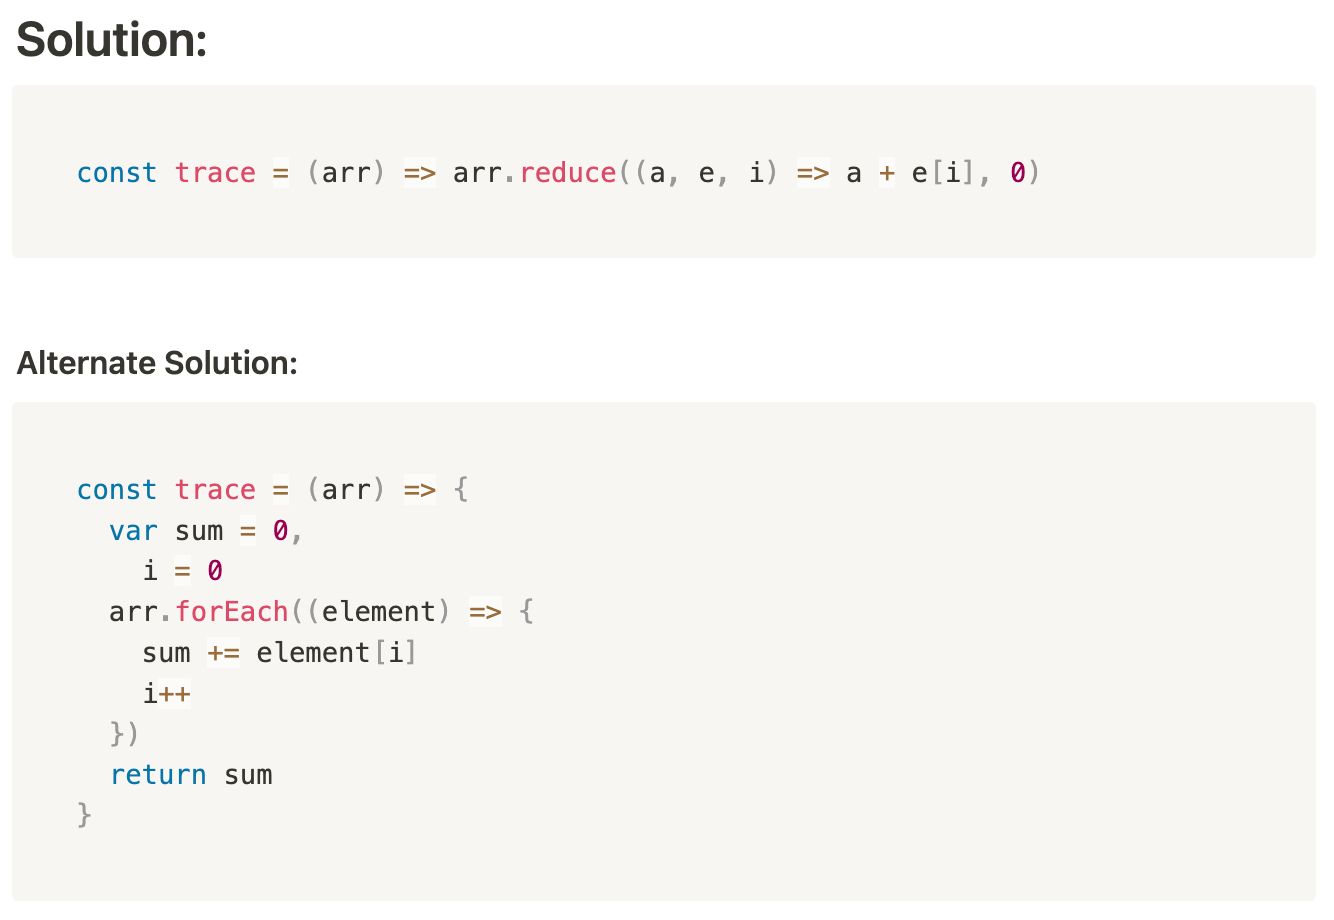 Solution:
const trace = (arr) => arr.reduce((a, e, i) => a + e[i], 0)
Alternate Solution:
const trace = (arr) => {
  var sum = 0,
    i = 0
  arr.forEach((element) => {
    sum += element[i]
    i++
  })
  return sum
}